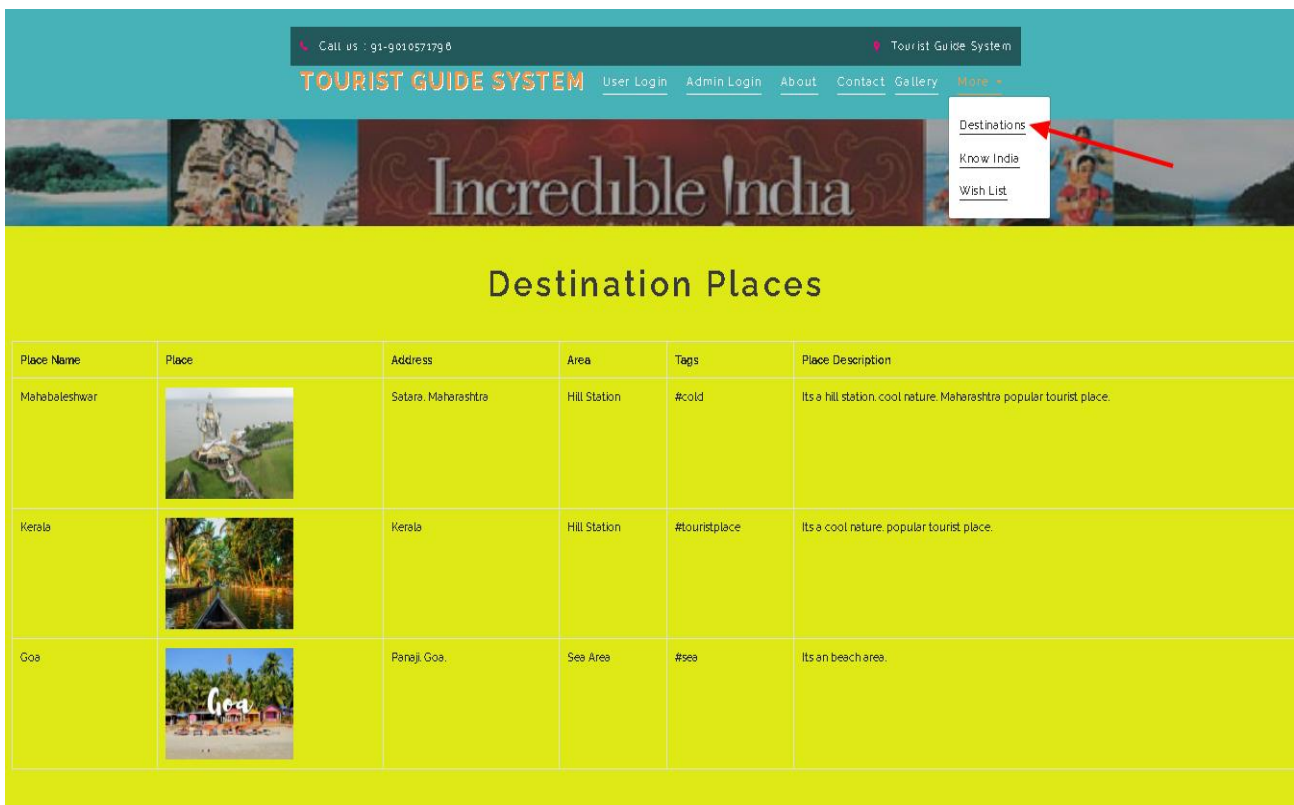 Call us : 91-9010571796
Tourist Guide System
TOURIST GUIDE SYSTEM User Login Admin Login About Contact Gallery More
Destinations
Know India
Wish List
Incredible !ndia
Destination Places
Place Name Place Address Area Tags Place Description
Mahabaleshwar Satara, Maharashtra Hill Station #cold Its a hill station. cool nature. Maharashtra popular tourist place.
Kerala Kerala Hill Station #touristplace Its a cool nature. popular tourist place.
Goa Panaji, Goa. Sea Area #sea Its an beach area.
Goa